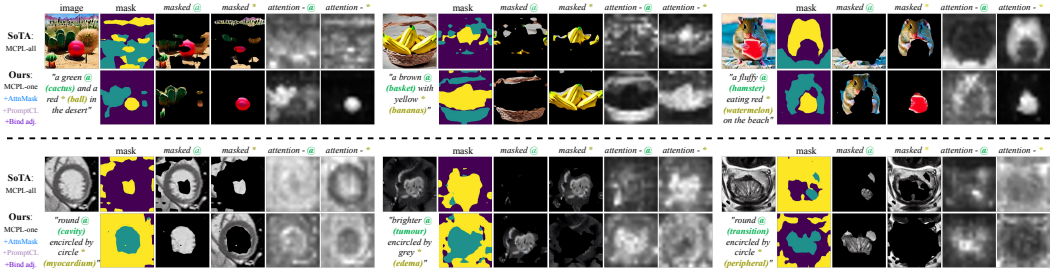 image mask masked @ masked * attention - @ attention - *
SoTA:
MCPL-all
Ours:
MCPL-one
+AttnMask
+PromptCL
+Bind adj.
"a green @
(cactus) and a
red * (ball) in
the desert"
mask masked @ masked * attention - @ attention - *
"a brown @
(basket) with
yellow *
(bananas)"
mask masked @ masked * attention - @ attention - *
"a fluffy @
(hamster)
eating red *
(watermelon)
on the beach"
mask masked @ masked * attention - @ attention - *
SoTA:
MCPL-all
Ours:
MCPL-one
+AttnMask
+PromptCL
+Bind adj.
"round @
(cavity)
encircled by
circle *
(myocardium)"
mask masked @ masked * attention - @ attention - *
"brighter @
(tumour)
encircled by
grey *
(edema)"
mask masked @ masked * attention - @ attention - *
"round @
(transition)
encircled by
circle *
(peripheral)"